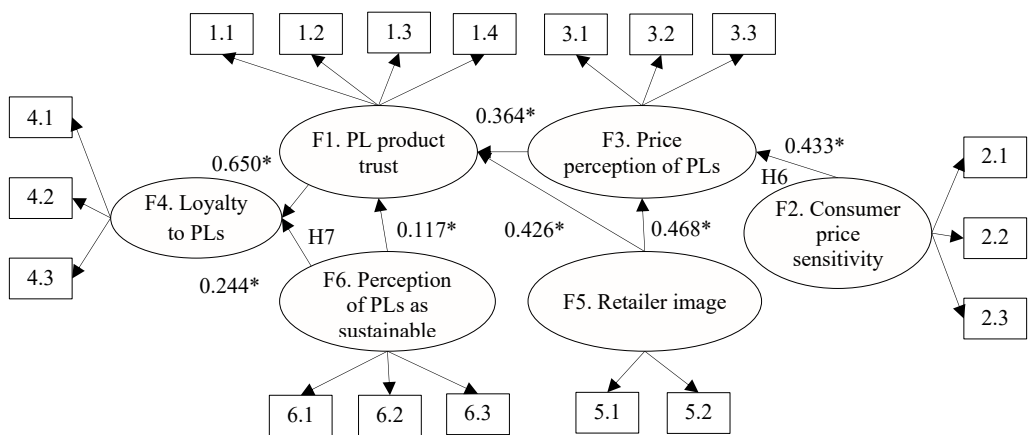 1.1
1.2
1.3
1.4
3.1
3.2
3.3
4.1
4.2
4.3
F1. PL product
trust
0.364*
F3. Price
perception of PLs
0.433*
H6
2.1
2.2
2.3
0.650*
F4. Loyalty
to PLs
H7
0.117*
0.426*
0.468*
F2. Consumer
price
sensitivity
0.244*
F6. Perception
of PLs as
sustainable
F5. Retailer image
6.1
6.2
6.3
5.1
5.2